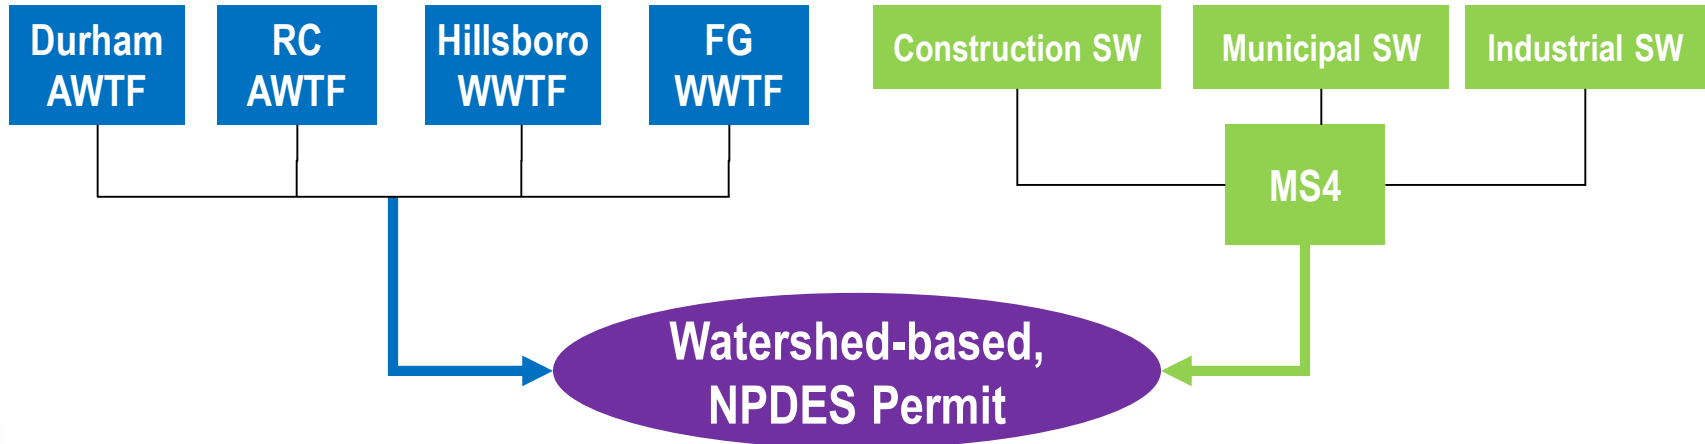 Durham
AWTF
RC
AWTF
Hillsboro
WWTF
FG
WWTF
Construction SW
Municipal SW
Industrial SW
MS4
Watershed-based,
NPDES Permit